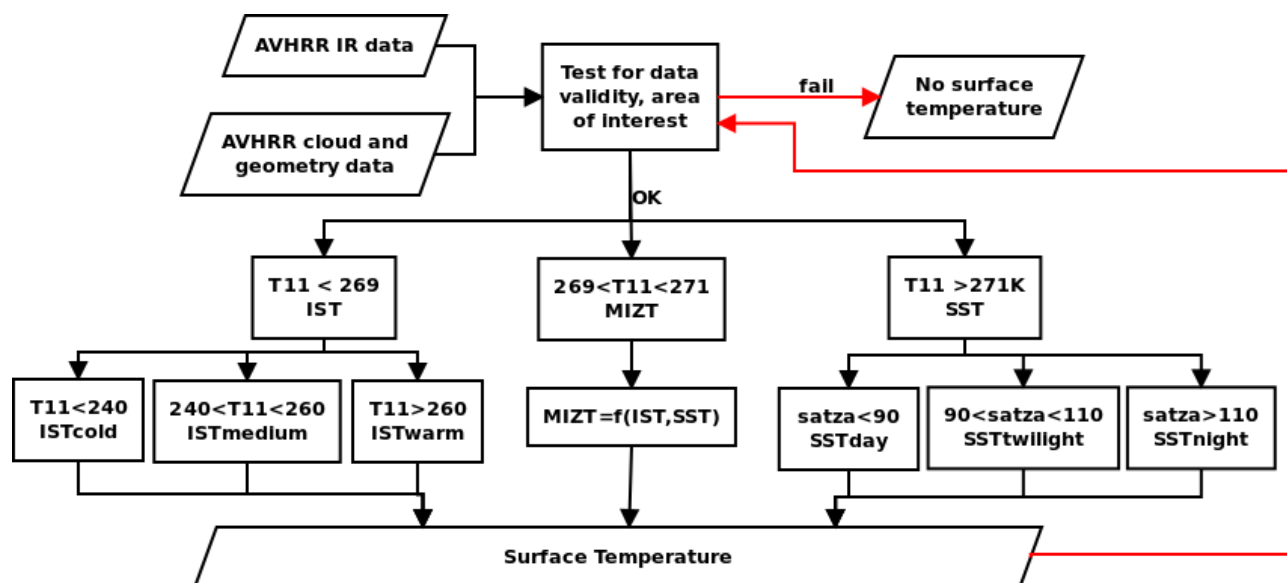 AVHRR IR data
AVHRR cloud and
geometry data
Test for data
validity, area
of interest
fail
No surface
temperature
OK
T11 < 269
IST
269<T11<271
MIZT
T11 >271K
SST
T11<240
ISTcold
240<T11<260
ISTmedium
T11>260
ISTwarm
MIZT=f(IST,SST)
satza<90
SSTday
90<satza<110
SSTtwilight
satza>110
SSTnight
Surface Temperature